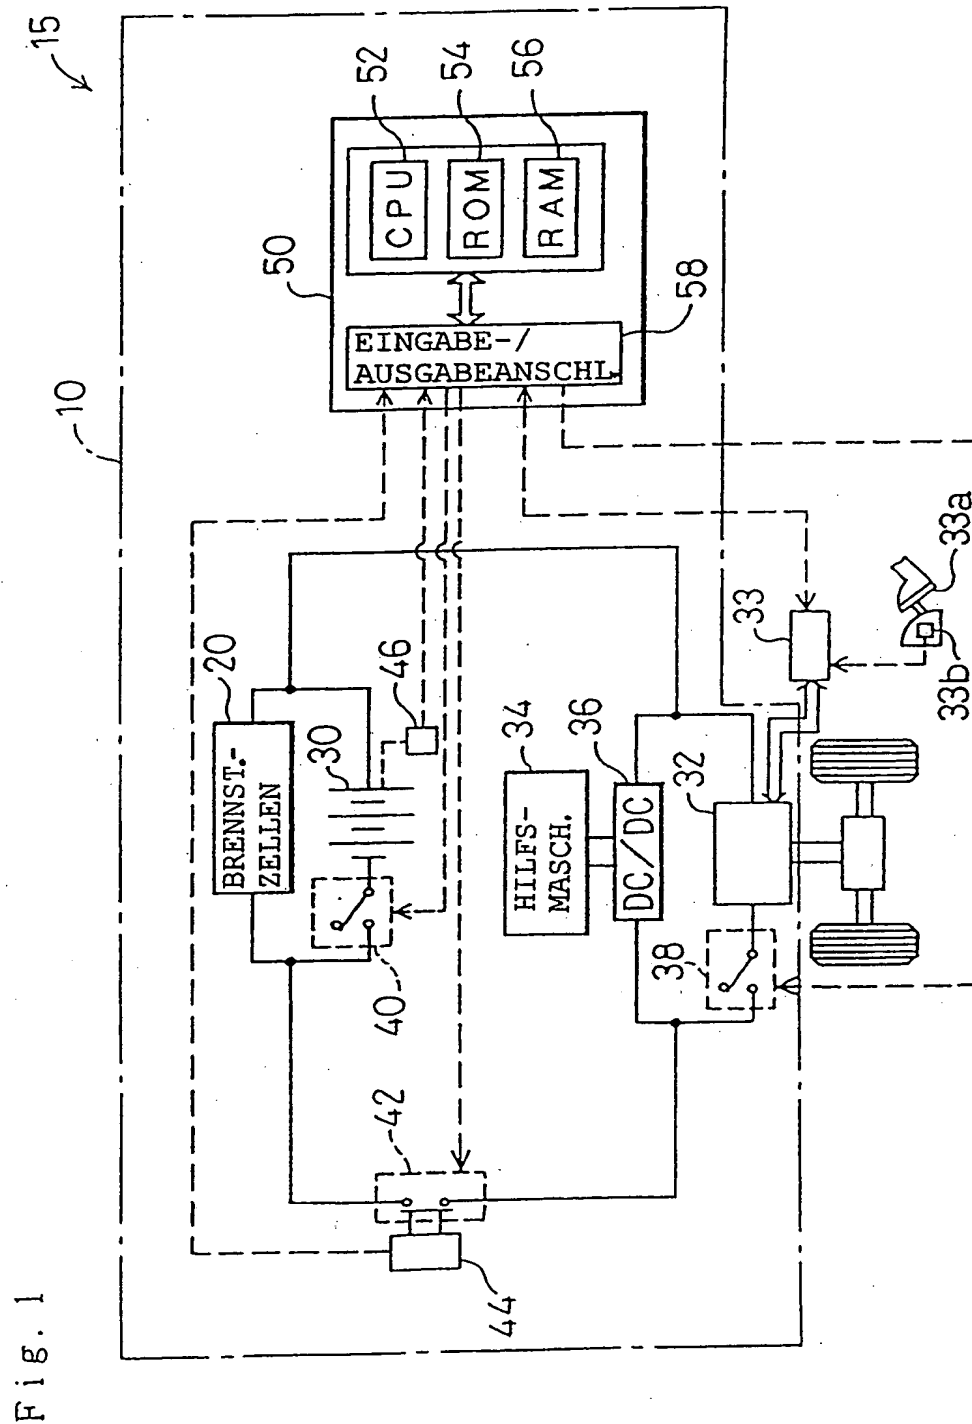 Fig. 1
15
10
50
52
CPU
54
ROM
56
RAM
EINGABE-/
AUSGABEANSCHL.
58
20
BRENNST.-
ZELLEN
30
46
40
42
44
34
HILFS-
MASCH.
36
DC/DC
32
38
33
33a
33b